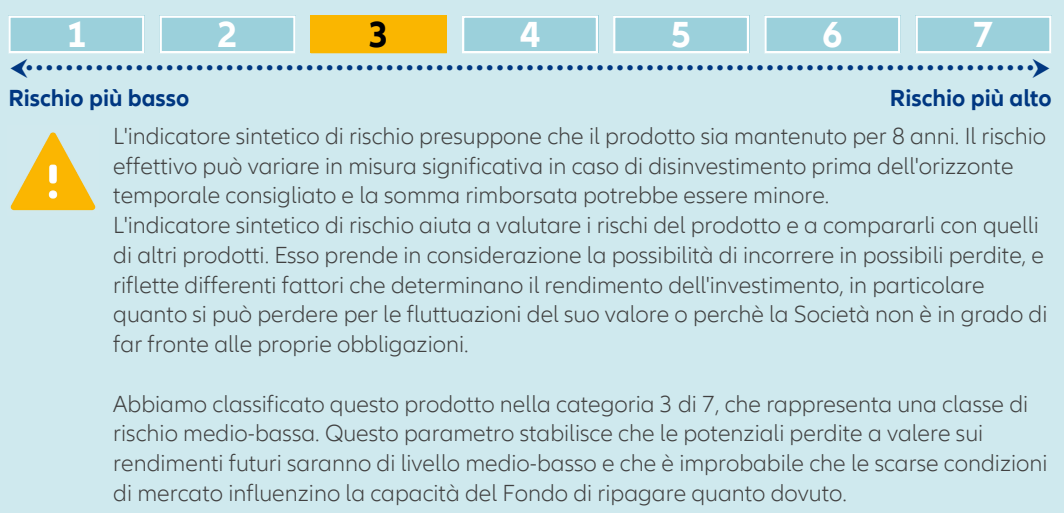 1 2 3 4 5 6 7
Rischio più basso Rischio più alto
L'indicatore sintetico di rischio presuppone che il prodotto sia mantenuto per 8 anni. Il rischio
effettivo può variare in misura significativa in caso di disinvestimento prima dell'orizzonte
temporale consigliato e la somma rimborsata potrebbe essere minore.
L'indicatore sintetico di rischio aiuta a valutare i rischi del prodotto e a compararli con quelli
di altri prodotti. Esso prende in considerazione la possibilità di incorrere in possibili perdite, e
riflette differenti fattori che determinano il rendimento dell'investimento, in particolare
quanto si può perdere per le fluttuazioni del suo valore o perchè la Società non è in grado di
far fronte alle proprie obbligazioni.
Abbiamo classificato questo prodotto nella categoria 3 di 7, che rappresenta una classe di
rischio medio-bassa. Questo parametro stabilisce che le potenziali perdite a valere sui
rendimenti futuri saranno di livello medio-basso e che è improbabile che le scarse condizioni
di mercato influenzino la capacità del Fondo di ripagare quanto dovuto.